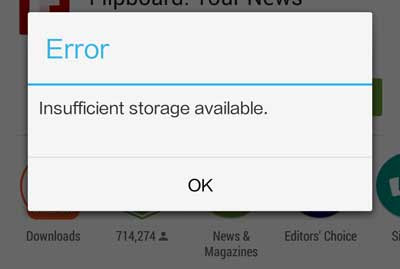 Flipboard: Your News
Error
Insufficient storage available.
OK
Downloads
714,274
News &
Magazines
Editors' Choice
Si